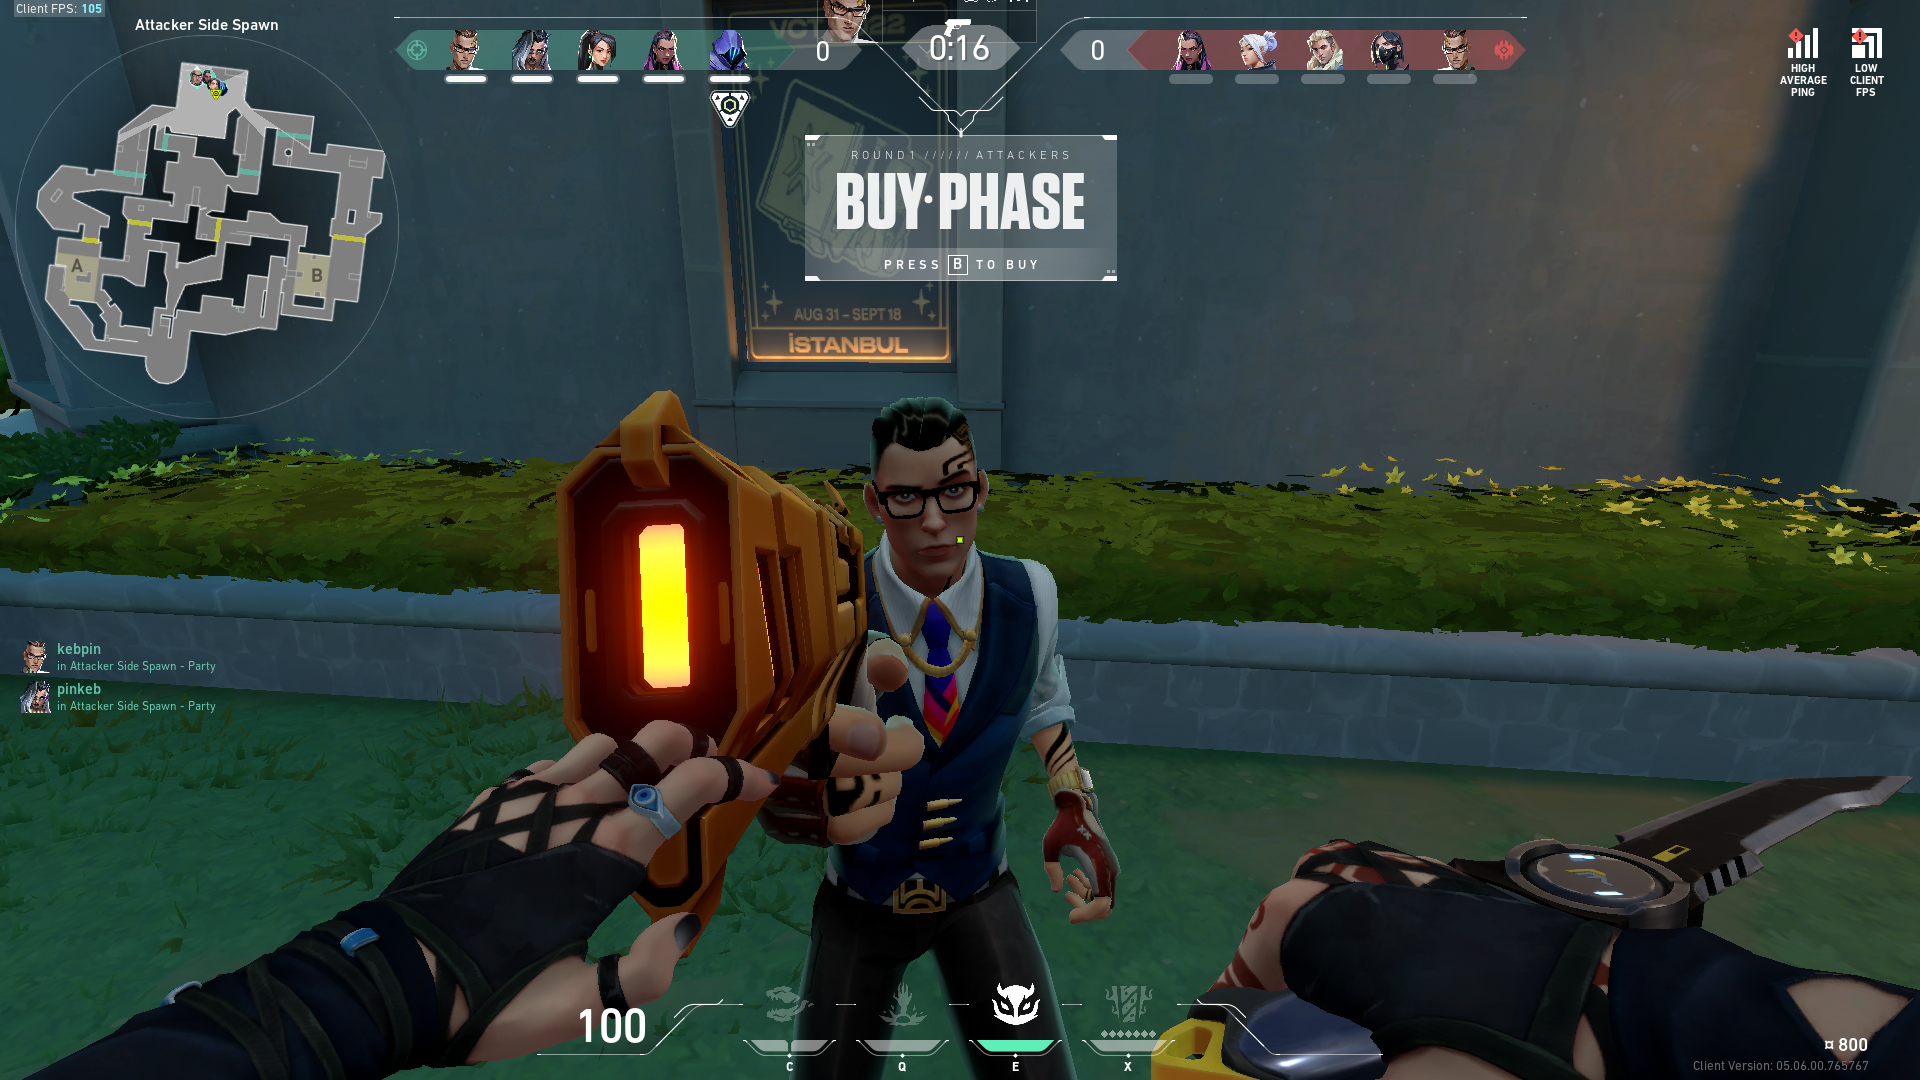 Client FPS: 105
Attacker Side Spawn
0
0:16
0
HIGH
AVERAGE
PING
LOW
CLIENT
FPS
ROUND 1 ////// ATTACKERS
BUY·PHASE
PRESS B TO BUY
A
B
AUG 31 – SEPT 18
İSTANBUL
kebpin
in Attacker Side Spawn - Party
pinkeb
in Attacker Side Spawn - Party
100
C
Q
E
X
¤ 800
Client Version: 05.06.00.765767